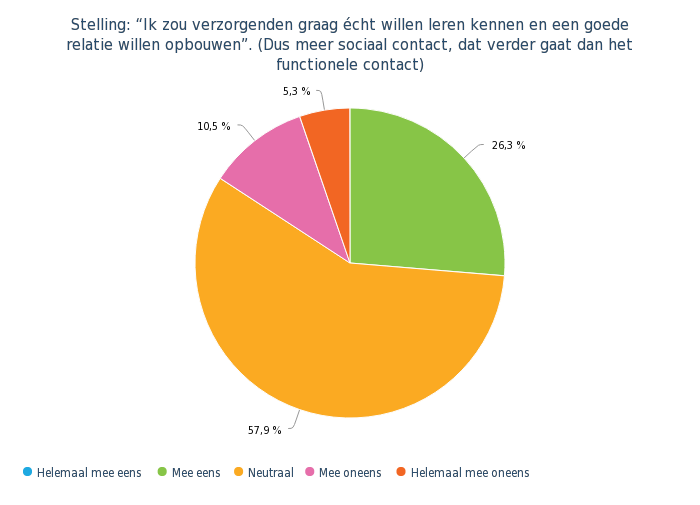 Stelling: “Ik zou verzorgenden graag écht willen leren kennen en een goede
relatie willen opbouwen”. (Dus meer sociaal contact, dat verder gaat dan het
functionele contact)
5,3 %
10,5 %
26,3 %
57,9 %
Helemaal mee eens Mee eens Neutraal Mee oneens Helemaal mee oneens